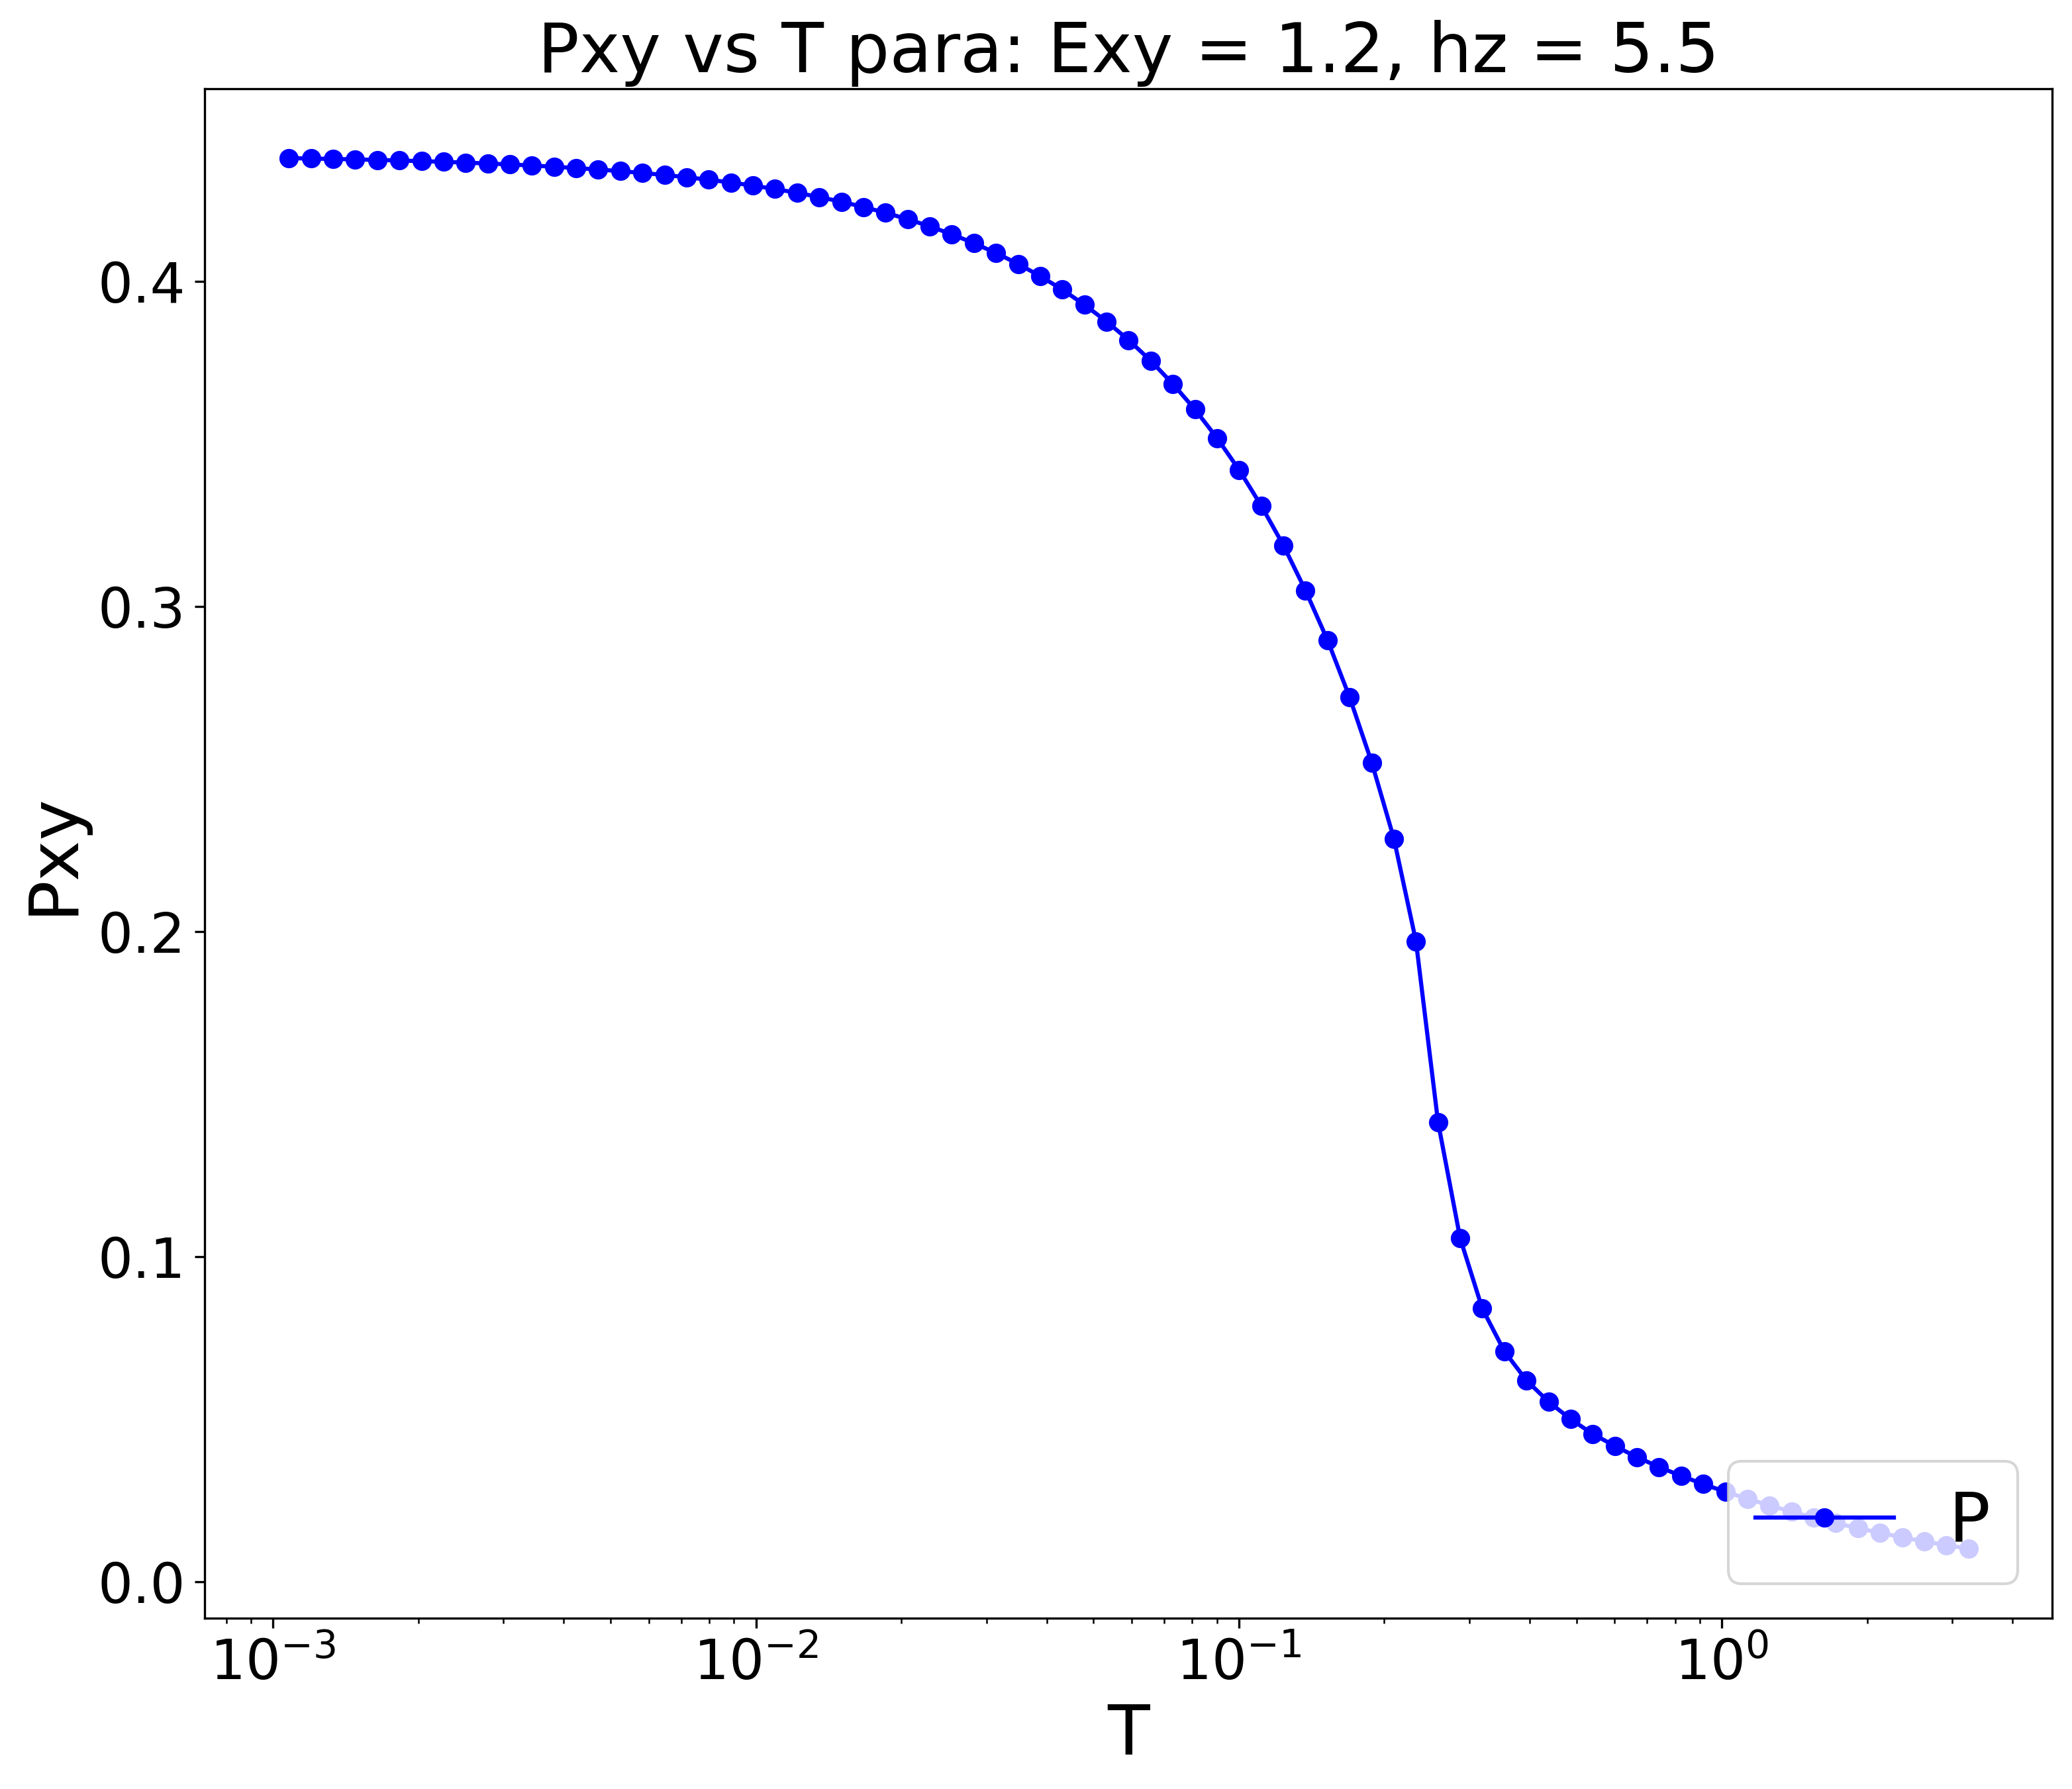 Pxy vs T para: Exy = 1.2, hz = 5.5
Pxy
0.4
0.3
0.2
0.1
0.0
10⁻³ 10⁻² 10⁻¹ 10⁰
T
P